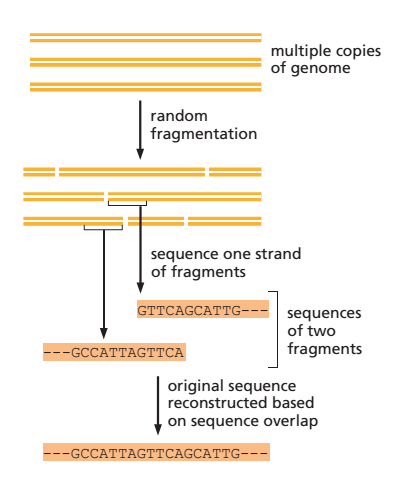 multiple copies
of genome
random
fragmentation
sequence one strand
of fragments
GTTCAGCATTG---
sequences
of two
fragments
---GCCATTAGTTCA
original sequence
reconstructed based
on sequence overlap
---GCCATTAGTTCAGCATTG---